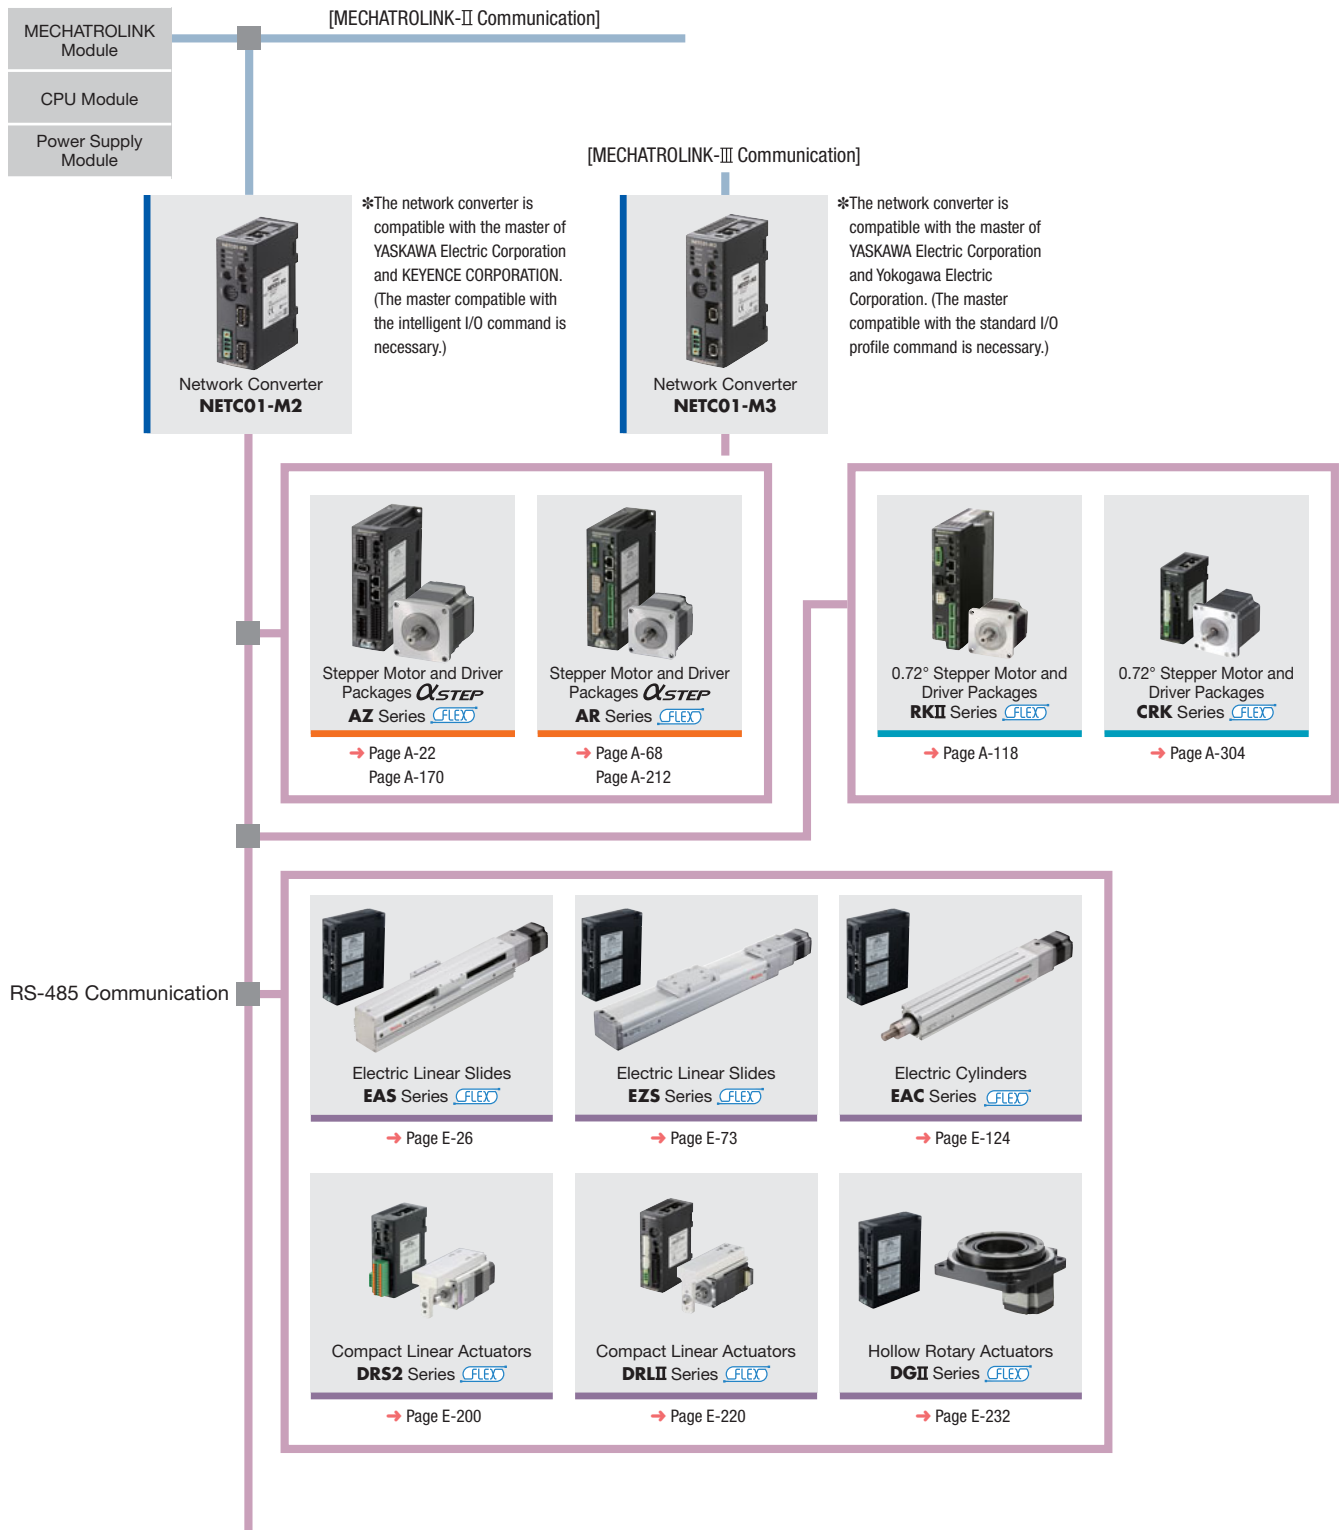 MECHATROLINK
Module
[MECHATROLINK-Ⅱ Communication]
CPU Module
Power Supply
Module
[MECHATROLINK-Ⅲ Communication]
NETC01-M2
Network Converter
NETC01-M2
✻The network converter is
compatible with the master of
YASKAWA Electric Corporation
and KEYENCE CORPORATION.
(The master compatible with
the intelligent I/O command is
necessary.)
NETC01-M3
Network Converter
NETC01-M3
✻The network converter is
compatible with the master of
YASKAWA Electric Corporation
and Yokogawa Electric
Corporation. (The master
compatible with the standard I/O
profile command is necessary.)
Stepper Motor and Driver
Packages αSTEP
AZ Series FLEX
→ Page A-22
Page A-170
Stepper Motor and Driver
Packages αSTEP
AR Series FLEX
→ Page A-68
Page A-212
0.72° Stepper Motor and
Driver Packages
RKⅡ Series FLEX
→ Page A-118
0.72° Stepper Motor and
Driver Packages
CRK Series FLEX
→ Page A-304
RS-485 Communication
Electric Linear Slides
EAS Series FLEX
→ Page E-26
Electric Linear Slides
EZS Series FLEX
→ Page E-73
Electric Cylinders
EAC Series FLEX
→ Page E-124
Compact Linear Actuators
DRS2 Series FLEX
→ Page E-200
Compact Linear Actuators
DRLⅡ Series FLEX
→ Page E-220
Hollow Rotary Actuators
DGⅡ Series FLEX
→ Page E-232